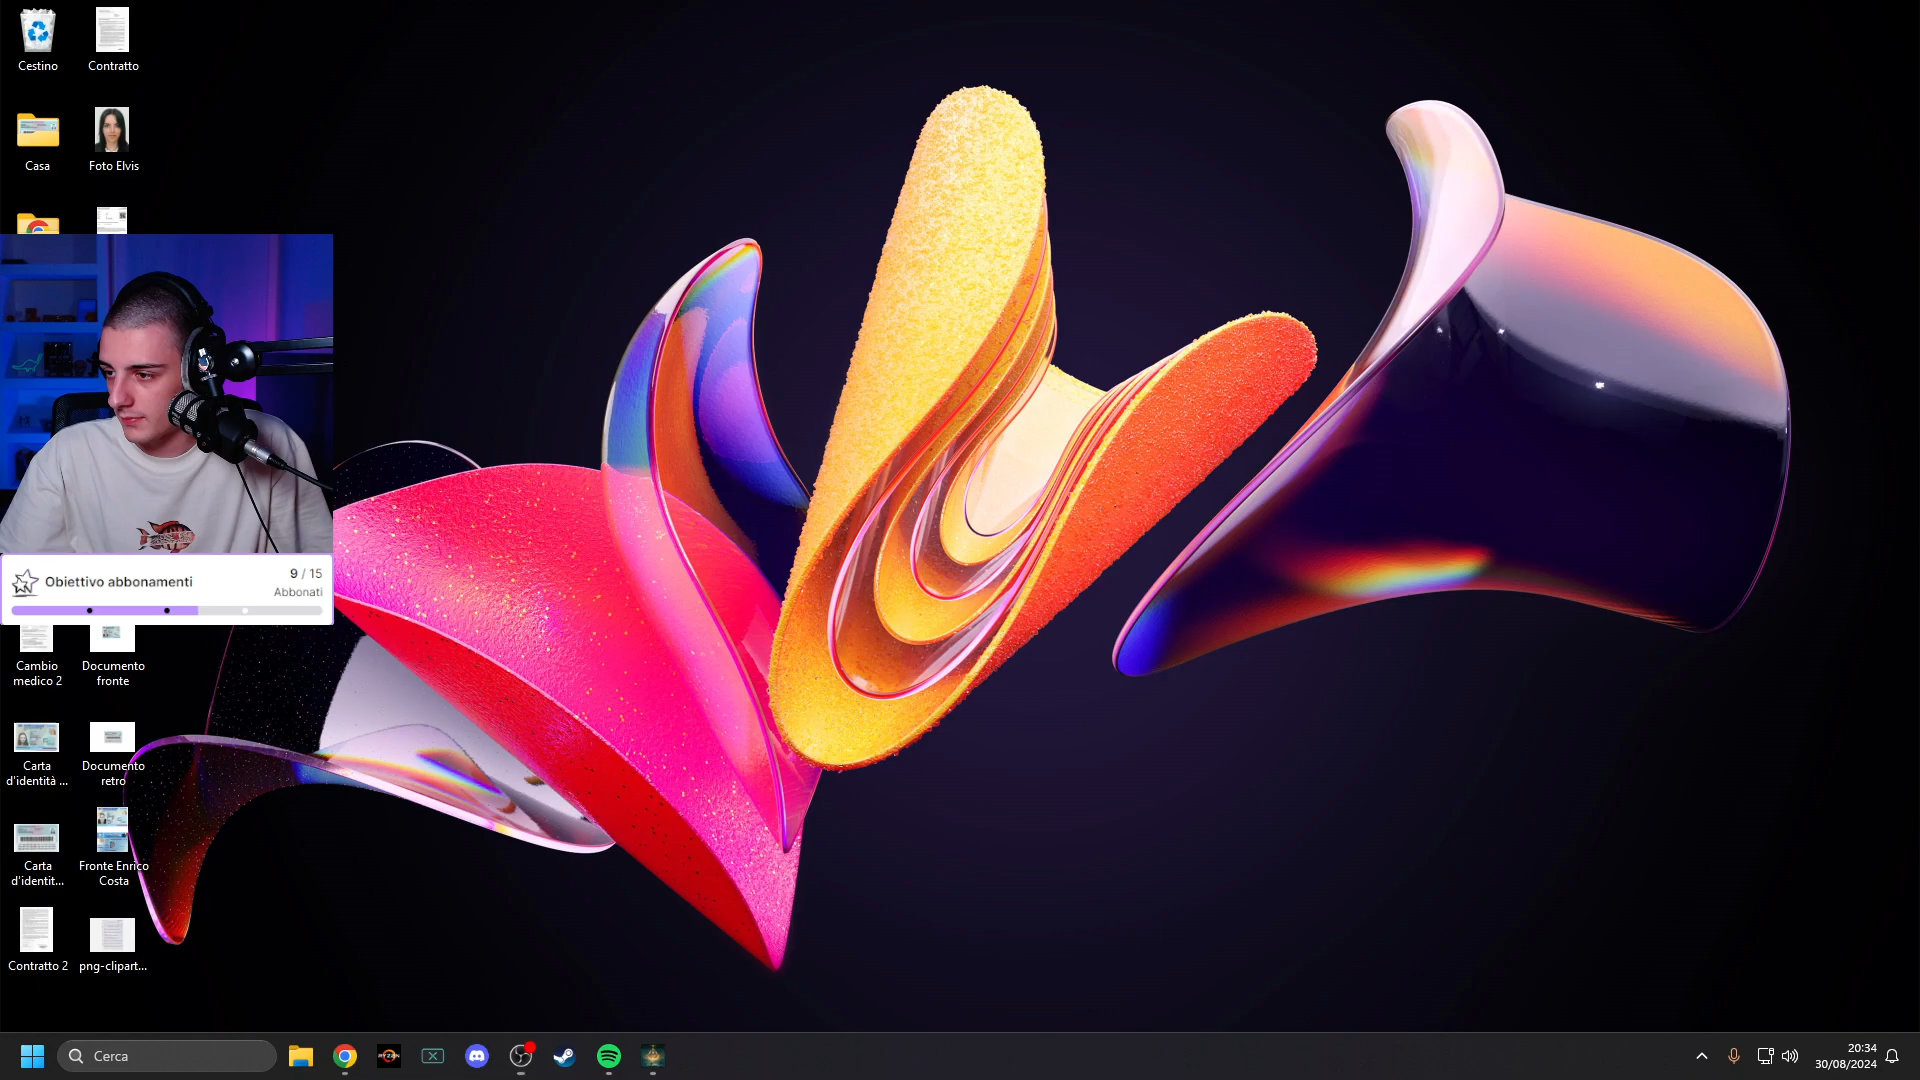 Cestino
Contratto
Casa
Foto Elvis
Obiettivo abbonamenti
9 / 15
Abbonati
Cambio
medico 2
Documento
fronte
Carta
d'identità ...
Documento
retro
Carta
d'identit...
Fronte Enrico
Costa
Contratto 2
png-clipart...
Cerca
RYZEN
20:34
30/08/2024